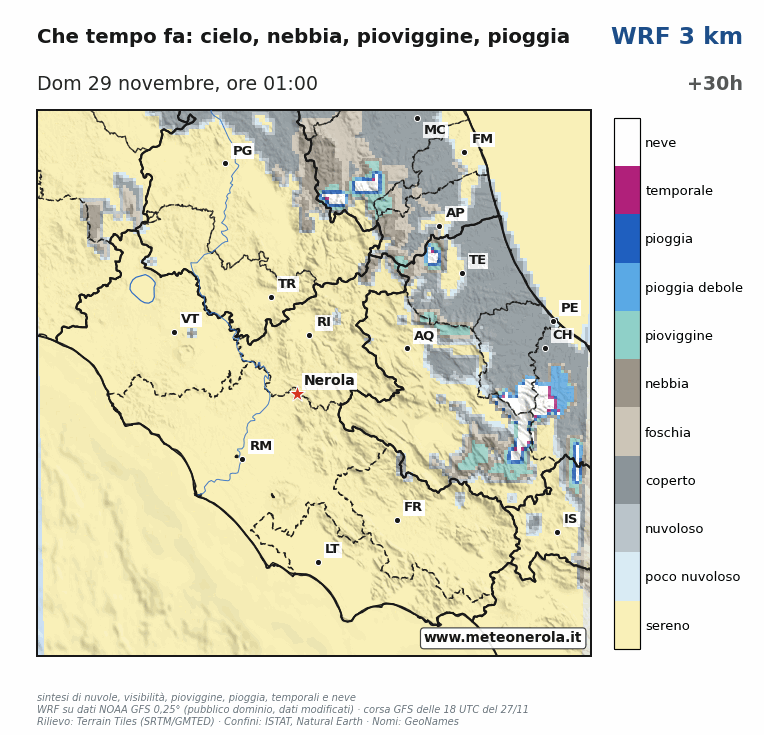 Che tempo fa: cielo, nebbia, pioviggine, pioggia
WRF 3 km
Dom 29 novembre, ore 01:00
+30h
MC
FM
PG
AP
TE
TR
PE
VT
RI
AQ
CH
Nerola
RM
FR
IS
LT
www.meteonerola.it
neve
temporale
pioggia
pioggia debole
pioviggine
nebbia
foschia
coperto
nuvoloso
poco nuvoloso
sereno
sintesi di nuvole, visibilità, pioviggine, pioggia, temporali e neve
WRF su dati NOAA GFS 0,25° (pubblico dominio, dati modificati) · corsa GFS delle 18 UTC del 27/11
Rilievo: Terrain Tiles (SRTM/GMTED) · Confini: ISTAT, Natural Earth · Nomi: GeoNames